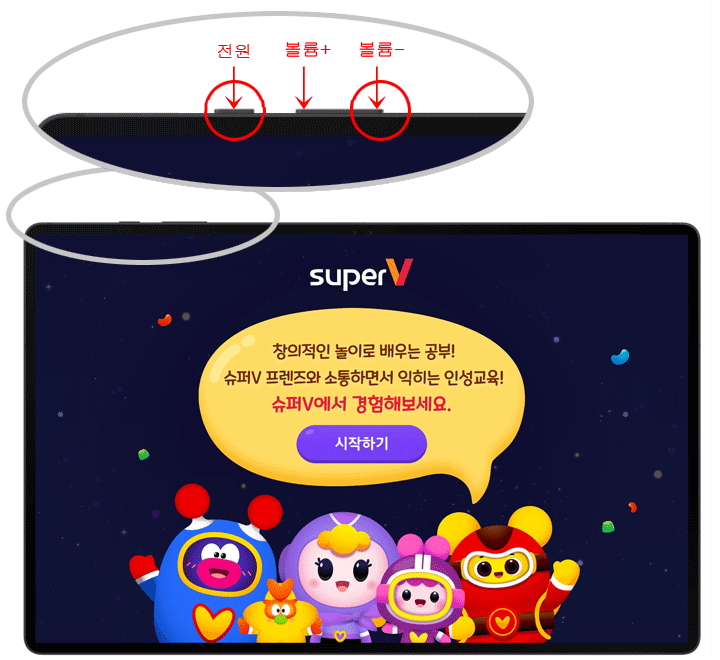 전원
볼륨+
볼륨-
superV
창의적인 놀이로 배우는 공부!
슈퍼V 프렌즈와 소통하면서 익히는 인성교육!
슈퍼V에서 경험해보세요.
시작하기